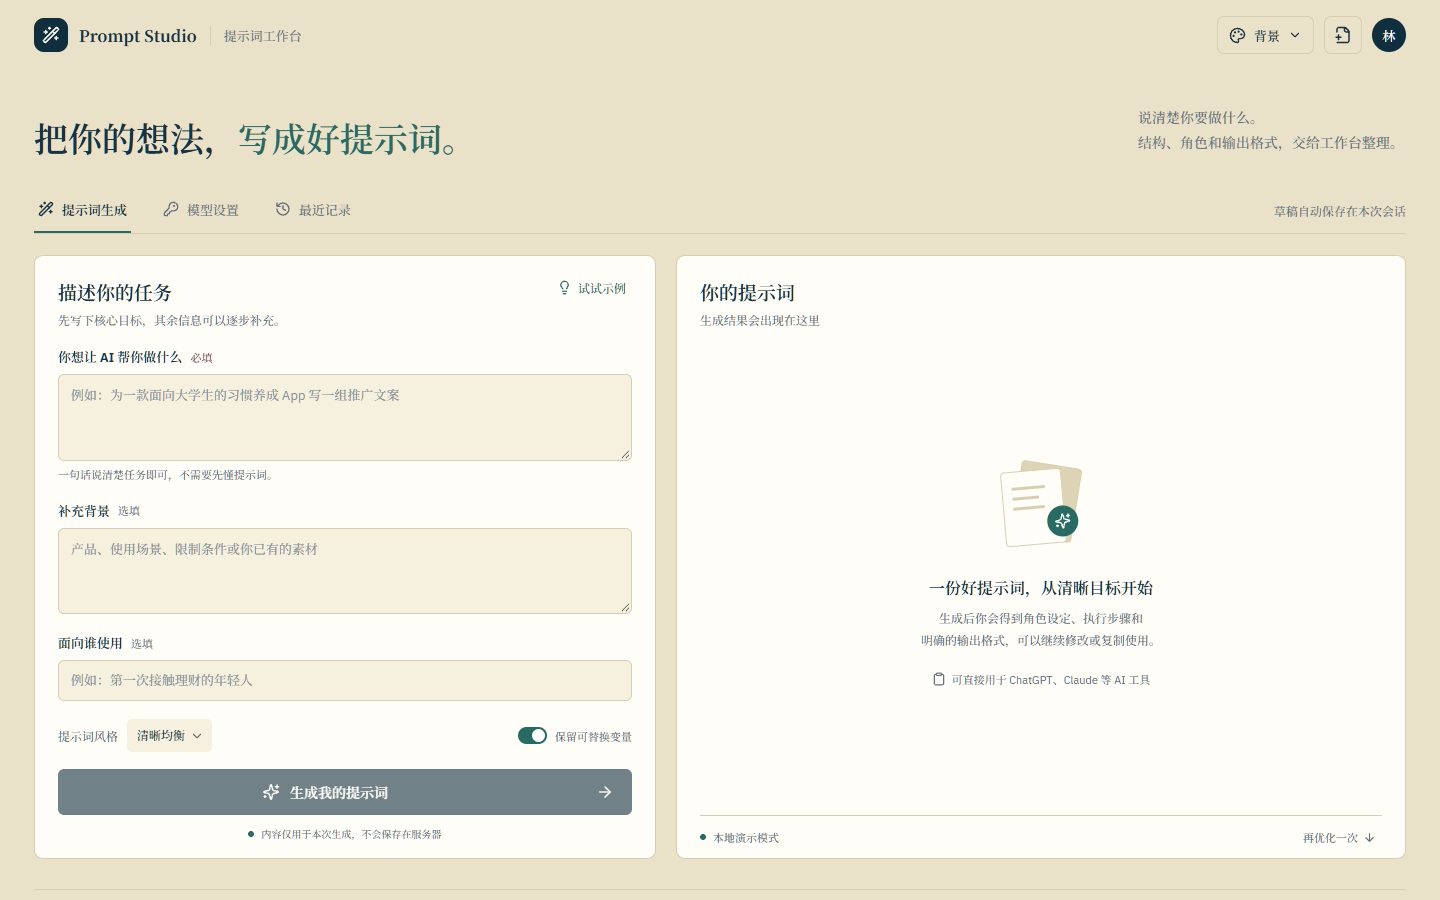 Prompt Studio
提示词工作台
背景
林
把你的想法，写成好提示词。
说清楚你要做什么。
结构、角色和输出格式，交给工作台整理。
提示词生成
模型设置
最近记录
草稿自动保存在本次会话
描述你的任务
试试示例
先写下核心目标，其余信息可以逐步补充。
你想让 AI 帮你做什么 必填
例如：为一款面向大学生的习惯养成 App 写一组推广文案
一句话说清楚任务即可，不需要先懂提示词。
补充背景 选填
产品、使用场景、限制条件或你已有的素材
面向谁使用 选填
例如：第一次接触理财的年轻人
提示词风格 清晰均衡
保留可替换变量
生成我的提示词
内容仅用于本次生成，不会保存在服务器
你的提示词
生成结果会出现在这里
一份好提示词，从清晰目标开始
生成后你会得到角色设定、执行步骤和
明确的输出格式，可以继续修改或复制使用。
可直接用于 ChatGPT、Claude 等 AI 工具
本地演示模式
再优化一次